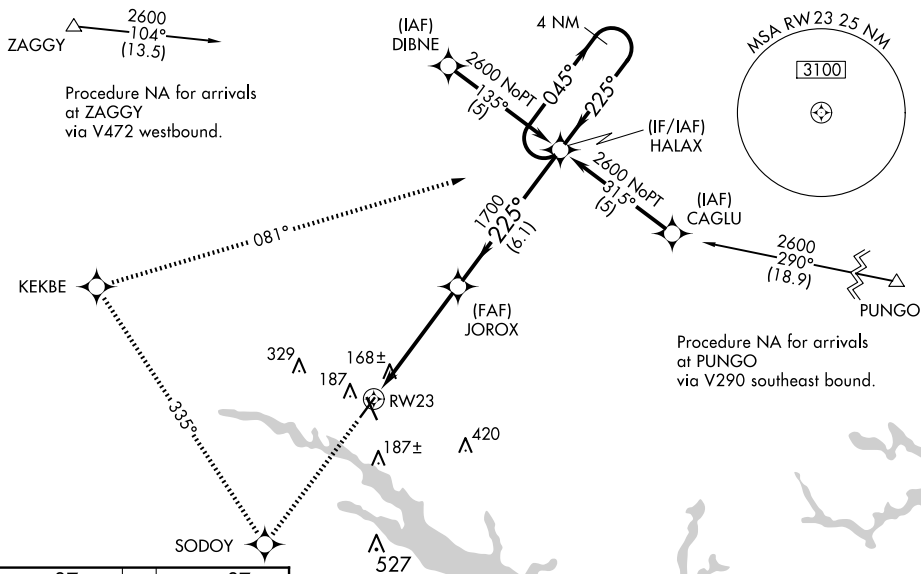 2600
104°
(13.5)
ZAGGY
Procedure NA for arrivals
at ZAGGY
via V472 westbound.
(IAF)
DIBNE
2600 NoPT
135°
(5)
4 NM
045°
225°
(IF/IAF)
HALAX
MSA RW 23 25 NM
3100
2600 NoPT
315°
(5)
(IAF)
CAGLU
2600
290°
(18.9)
PUNGO
Procedure NA for arrivals
at PUNGO
via V290 southeast bound.
1700
225°
(6.1)
081°
KEKBE
(FAF)
JOROX
329
168±
187
RW23
187±
420
335°
SODOY
527